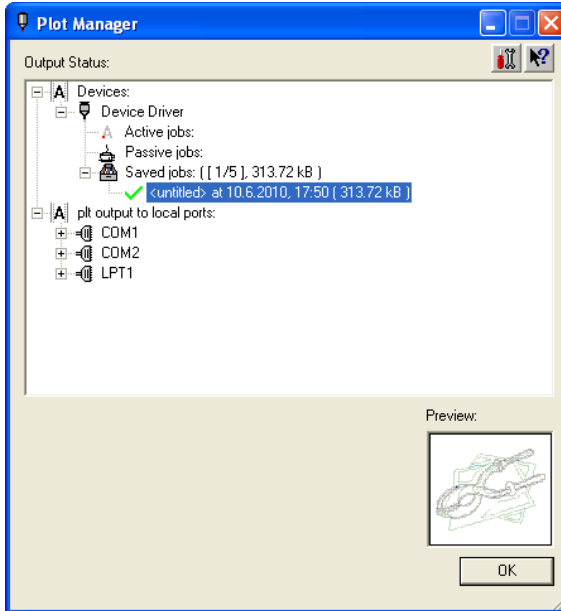 Plot Manager
Output Status:
A Devices:
Device Driver
A Active jobs:
Passive jobs:
Saved jobs: ( [ 1/5 ], 313.72 kB )
<untitled> at 10.6.2010, 17:50 ( 313.72 kB )
A plt output to local ports:
COM1
COM2
LPT1
Preview:
OK